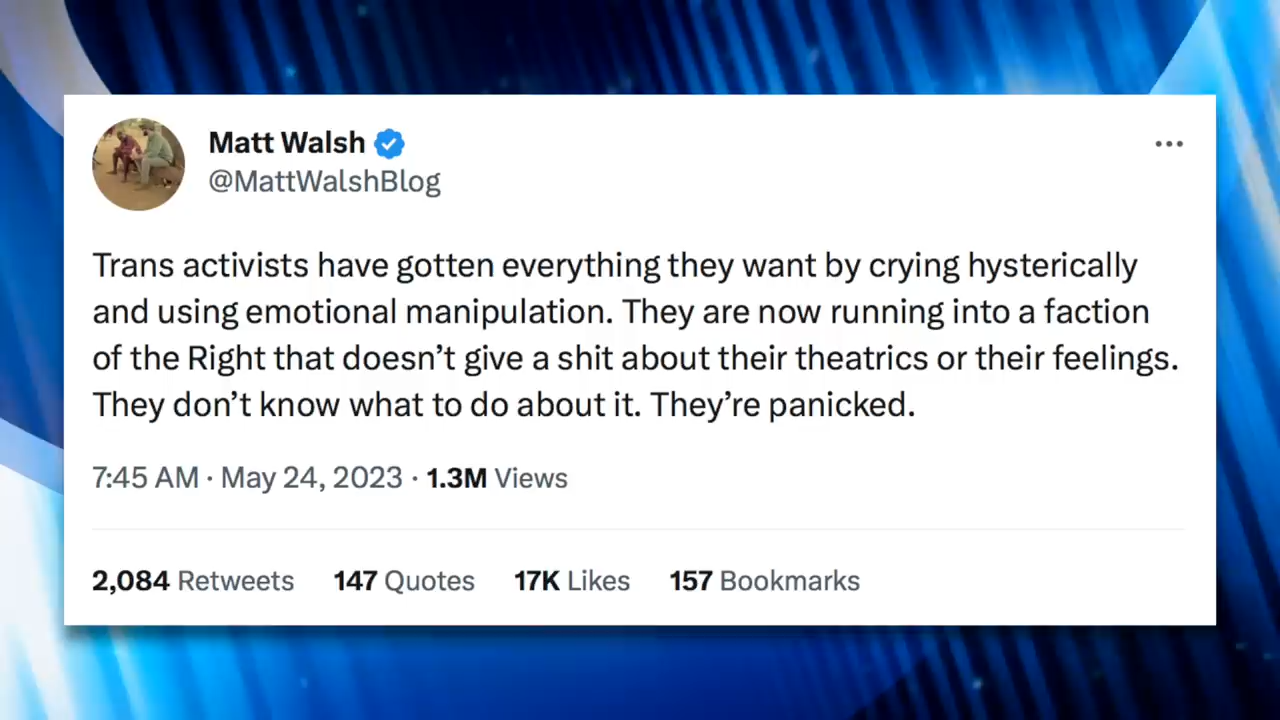 Matt Walsh
@MattWalshBlog
Trans activists have gotten everything they want by crying hysterically
and using emotional manipulation. They are now running into a faction
of the Right that doesn’t give a shit about their theatrics or their feelings.
They don’t know what to do about it. They’re panicked.
7:45 AM · May 24, 2023 · 1.3M Views
2,084 Retweets 147 Quotes 17K Likes 157 Bookmarks